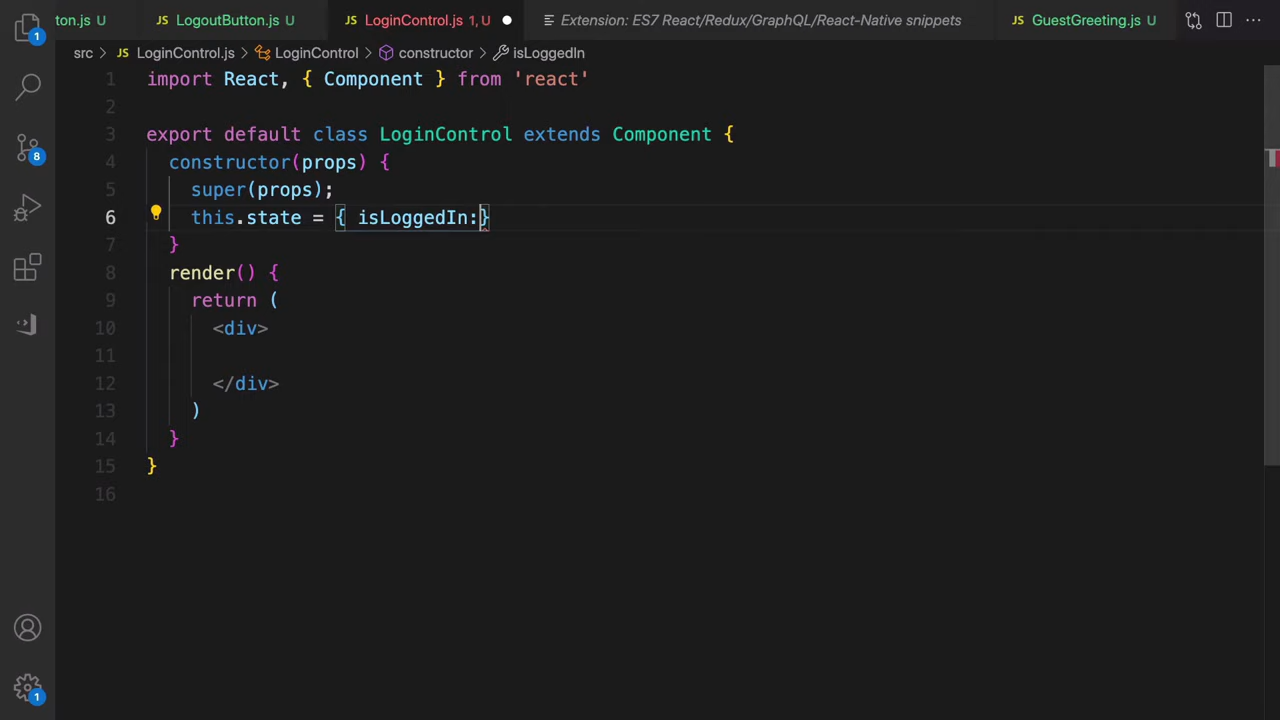 ton.js U LogoutButton.js U LoginControl.js 1, U Extension: ES7 React/Redux/GraphQL/React-Native snippets GuestGreeting.js U
src > JS LoginControl.js > LoginControl > constructor > isLoggedIn
1 import React, { Component } from 'react'
2
3 export default class LoginControl extends Component {
4 constructor(props) {
5 super(props);
6 this.state = { isLoggedIn:}
7 }
8 render() {
9 return (
10 <div>
11
12 </div>
13 )
14 }
15 }
16
1
8
1